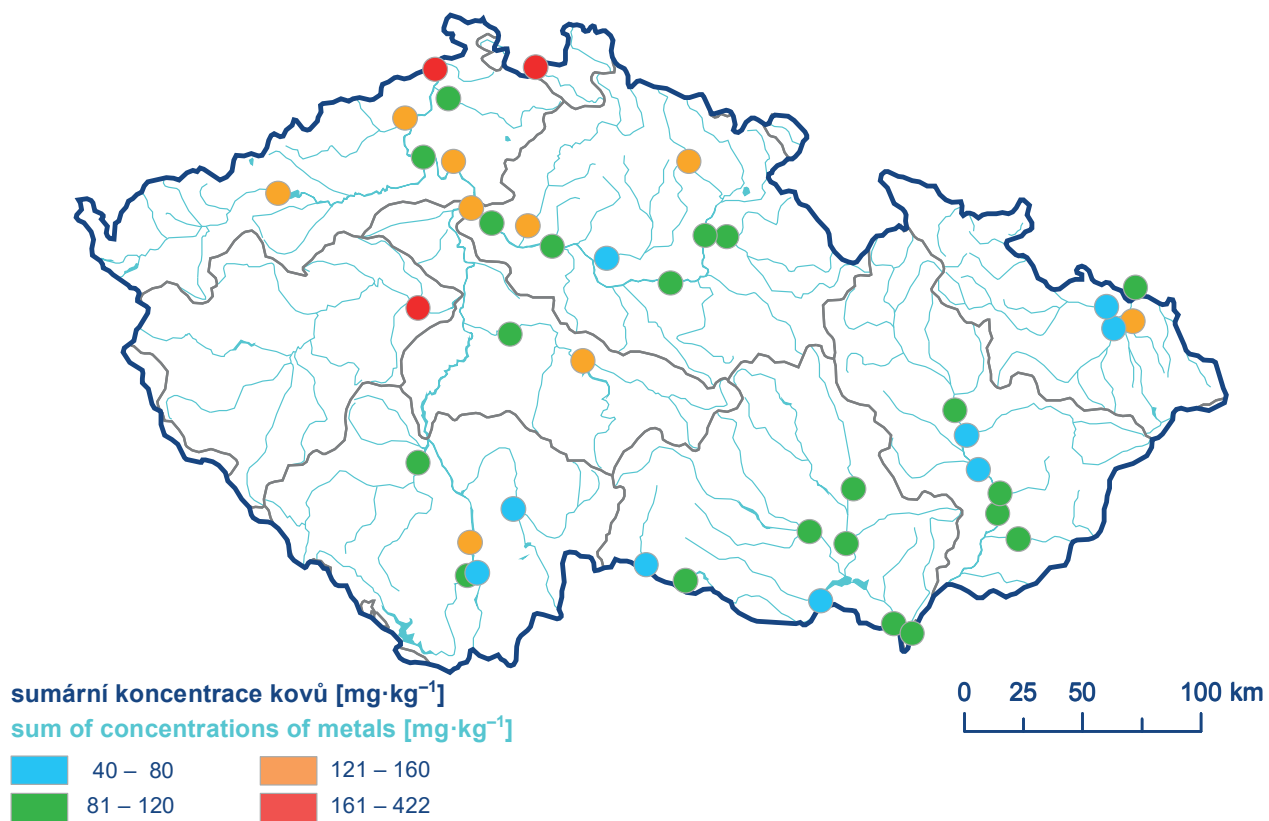 sumární koncentrace kovů [mg·kg⁻¹]
sum of concentrations of metals [mg·kg⁻¹]
40 – 80
121 – 160
81 – 120
161 – 422
0 25 50 100 km